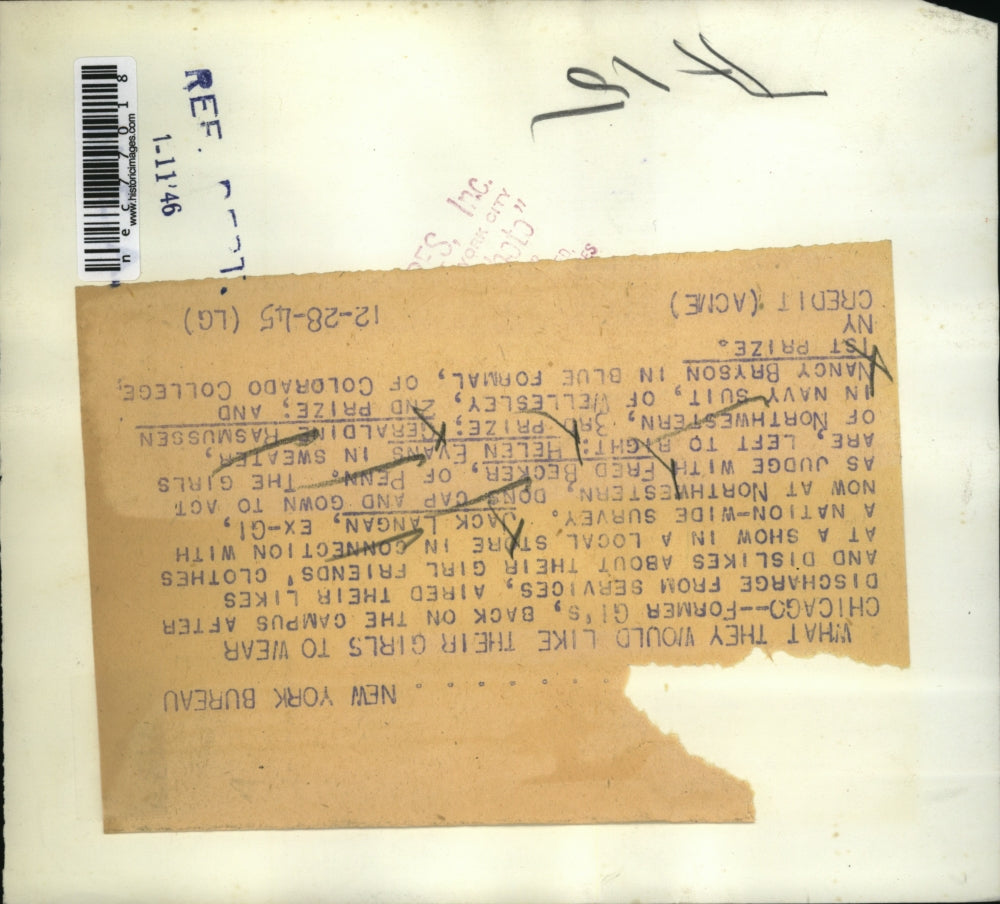 NEW YORK BUREAU . . . . . . .
WHAT THEY WOULD LIKE THEIR GIRLS TO WEAR
CHICAGO--FORMER GI'S, BACK ON THE CAMPUS AFTER
DISCHARGE FROM SERVICES, AIRED THEIR LIKES
AND DISLIKES ABOUT THEIR GIRL FRIENDS' CLOTHES
AT A SHOW IN A LOCAL STORE IN CONNECTION WITH
A NATION-WIDE SURVEY. JACK LANGAN, EX-GI,
NOW AT NORTHWESTERN, DONS CAP AND GOWN TO ACT
AS JUDGE WITH FRED BECKER, OF PENN. THE GIRLS
ARE, LEFT TO RIGHT: HELEN EVANS IN SWEATER,
OF NORTHWESTERN, 3RD PRIZE; GERALDINE RASMUSSEN
IN NAVY SUIT, OF WELLESLEY, 2ND PRIZE; AND
NANCY BRYSON IN BLUE FORMAL, OF COLORADO COLLEGE,
1ST PRIZE.
NY
CREDIT (ACME) 12-28-45 (LG)
REF.
1-11'46
www.historicimages.com
nec77018
Inc.
YORK CITY